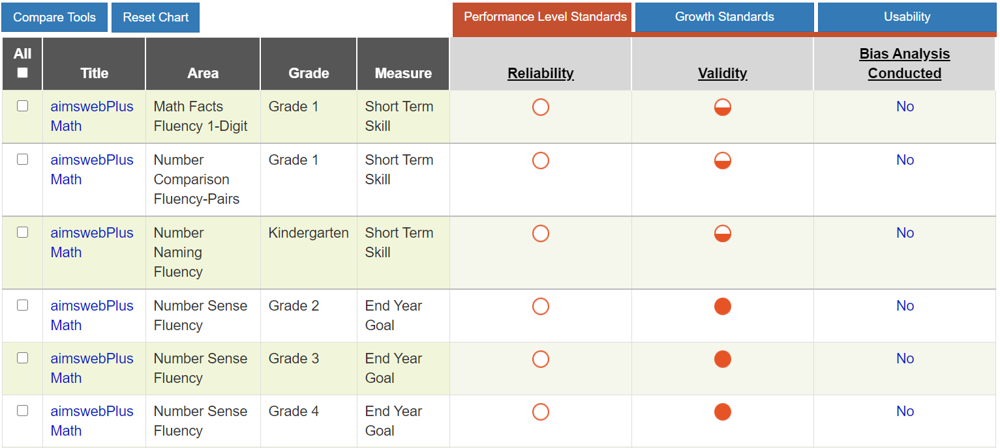 Compare Tools Reset Chart Performance Level Standards Growth Standards Usability
All Title Area Grade Measure Reliability Validity Bias Analysis Conducted
aimswebPlus Math
Math Facts Fluency 1-Digit
Grade 1
Short Term Skill
No
aimswebPlus Math
Number Comparison Fluency-Pairs
Grade 1
Short Term Skill
No
aimswebPlus Math
Number Naming Fluency
Kindergarten
Short Term Skill
No
aimswebPlus Math
Number Sense Fluency
Grade 2
End Year Goal
No
aimswebPlus Math
Number Sense Fluency
Grade 3
End Year Goal
No
aimswebPlus Math
Number Sense Fluency
Grade 4
End Year Goal
No